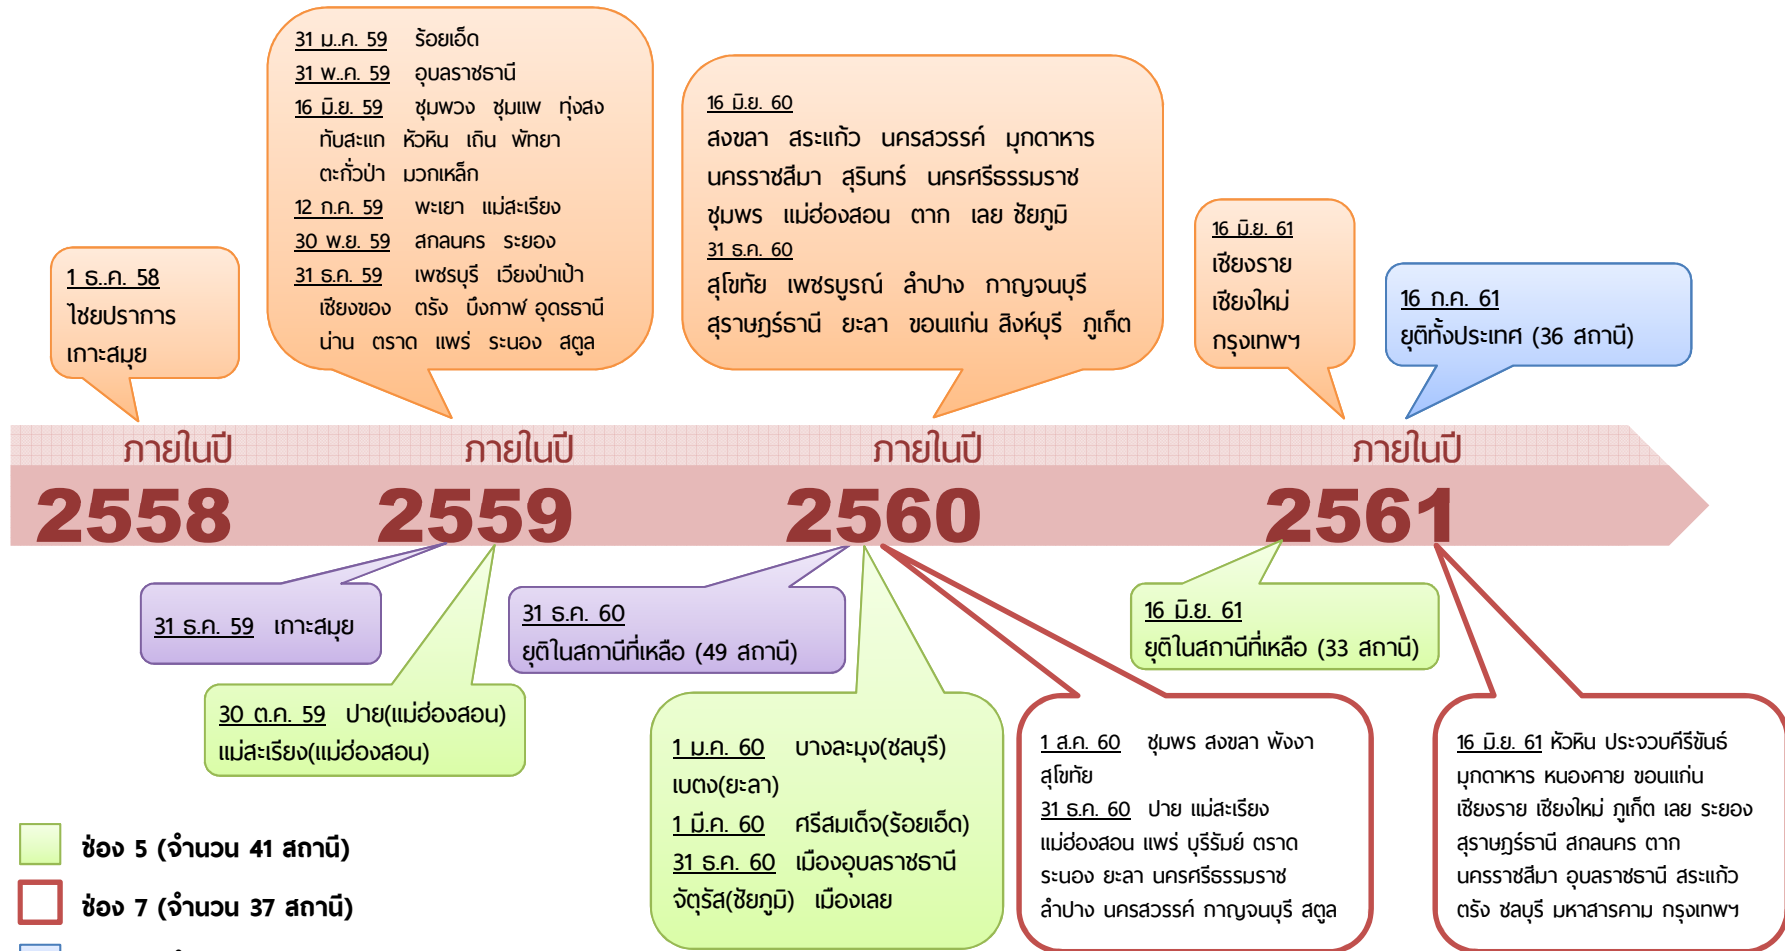 31 ม..ค. 59 ร้อยเอ็ด
31 พ..ค. 59 อุบลราชธานี
16 มิ.ย. 59 ชุมพวง ชุมแพ ทุ่งสง
ทับสะแก หัวหิน เถิน พัทยา
ตะกั่วป่า มวกเหล็ก
12 ก.ค. 59 พะเยา แม่สะเรียง
30 พ.ย. 59 สกลนคร ระยอง
31 ธ.ค. 59 เพชรบุรี เวียงป่าเป้า
เชียงของ ตรัง บึงกาฬ อุดรธานี
น่าน ตราด แพร่ ระนอง สตูล
16 มิ.ย. 60
สงขลา สระแก้ว นครสวรรค์ มุกดาหาร
นครราชสีมา สุรินทร์ นครศรีธรรมราช
ชุมพร แม่ฮ่องสอน ตาก เลย ชัยภูมิ
31 ธ.ค. 60
สุโขทัย เพชรบูรณ์ ลำปาง กาญจนบุรี
สุราษฎร์ธานี ยะลา ขอนแก่น สิงห์บุรี ภูเก็ต
1 ธ..ค. 58
ไชยปราการ
เกาะสมุย
16 มิ.ย. 61
เชียงราย
เชียงใหม่
กรุงเทพฯ
16 ก.ค. 61
ยุติทั้งประเทศ (36 สถานี)
ภายในปี
2558
ภายในปี
2559
ภายในปี
2560
ภายในปี
2561
31 ธ.ค. 59 เกาะสมุย
31 ธ.ค. 60
ยุติในสถานีที่เหลือ (49 สถานี)
16 มิ.ย. 61
ยุติในสถานีที่เหลือ (33 สถานี)
30 ต.ค. 59 ปาย(แม่ฮ่องสอน)
แม่สะเรียง(แม่ฮ่องสอน)
1 ม.ค. 60 บางละมุง(ชลบุรี)
เบตง(ยะลา)
1 มี.ค. 60 ศรีสมเด็จ(ร้อยเอ็ด)
31 ธ.ค. 60 เมืองอุบลราชธานี
จัตุรัส(ชัยภูมิ) เมืองเลย
1 ส.ค. 60 ชุมพร สงขลา พังงา
สุโขทัย
31 ธ.ค. 60 ปาย แม่สะเรียง
แม่ฮ่องสอน แพร่ บุรีรัมย์ ตราด
ระนอง ยะลา นครศรีธรรมราช
ลำปาง นครสวรรค์ กาญจนบุรี สตูล
16 มิ.ย. 61 หัวหิน ประจวบคีรีขันธ์
มุกดาหาร หนองคาย ขอนแก่น
เชียงราย เชียงใหม่ ภูเก็ต เลย ระยอง
สุราษฎร์ธานี สกลนคร ตาก
นครราชสีมา อุบลราชธานี สระแก้ว
ตรัง ชลบุรี มหาสารคาม กรุงเทพฯ
ช่อง 5 (จำนวน 41 สถานี)
ช่อง 7 (จำนวน 37 สถานี)